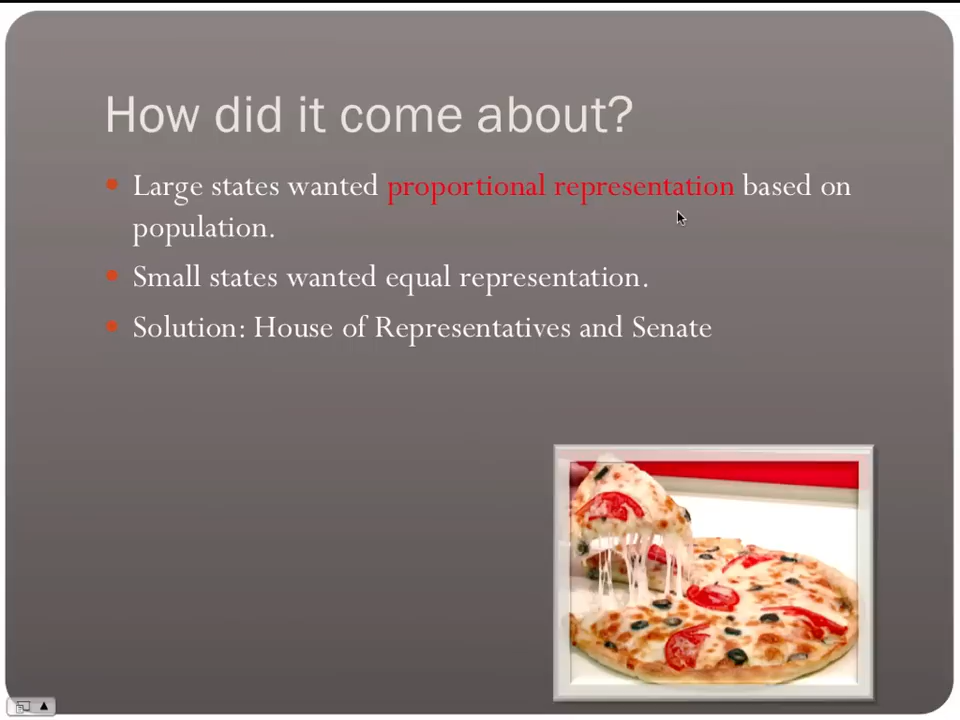 How did it come about?
Large states wanted proportional representation based on
population.
Small states wanted equal representation.
Solution: House of Representatives and Senate